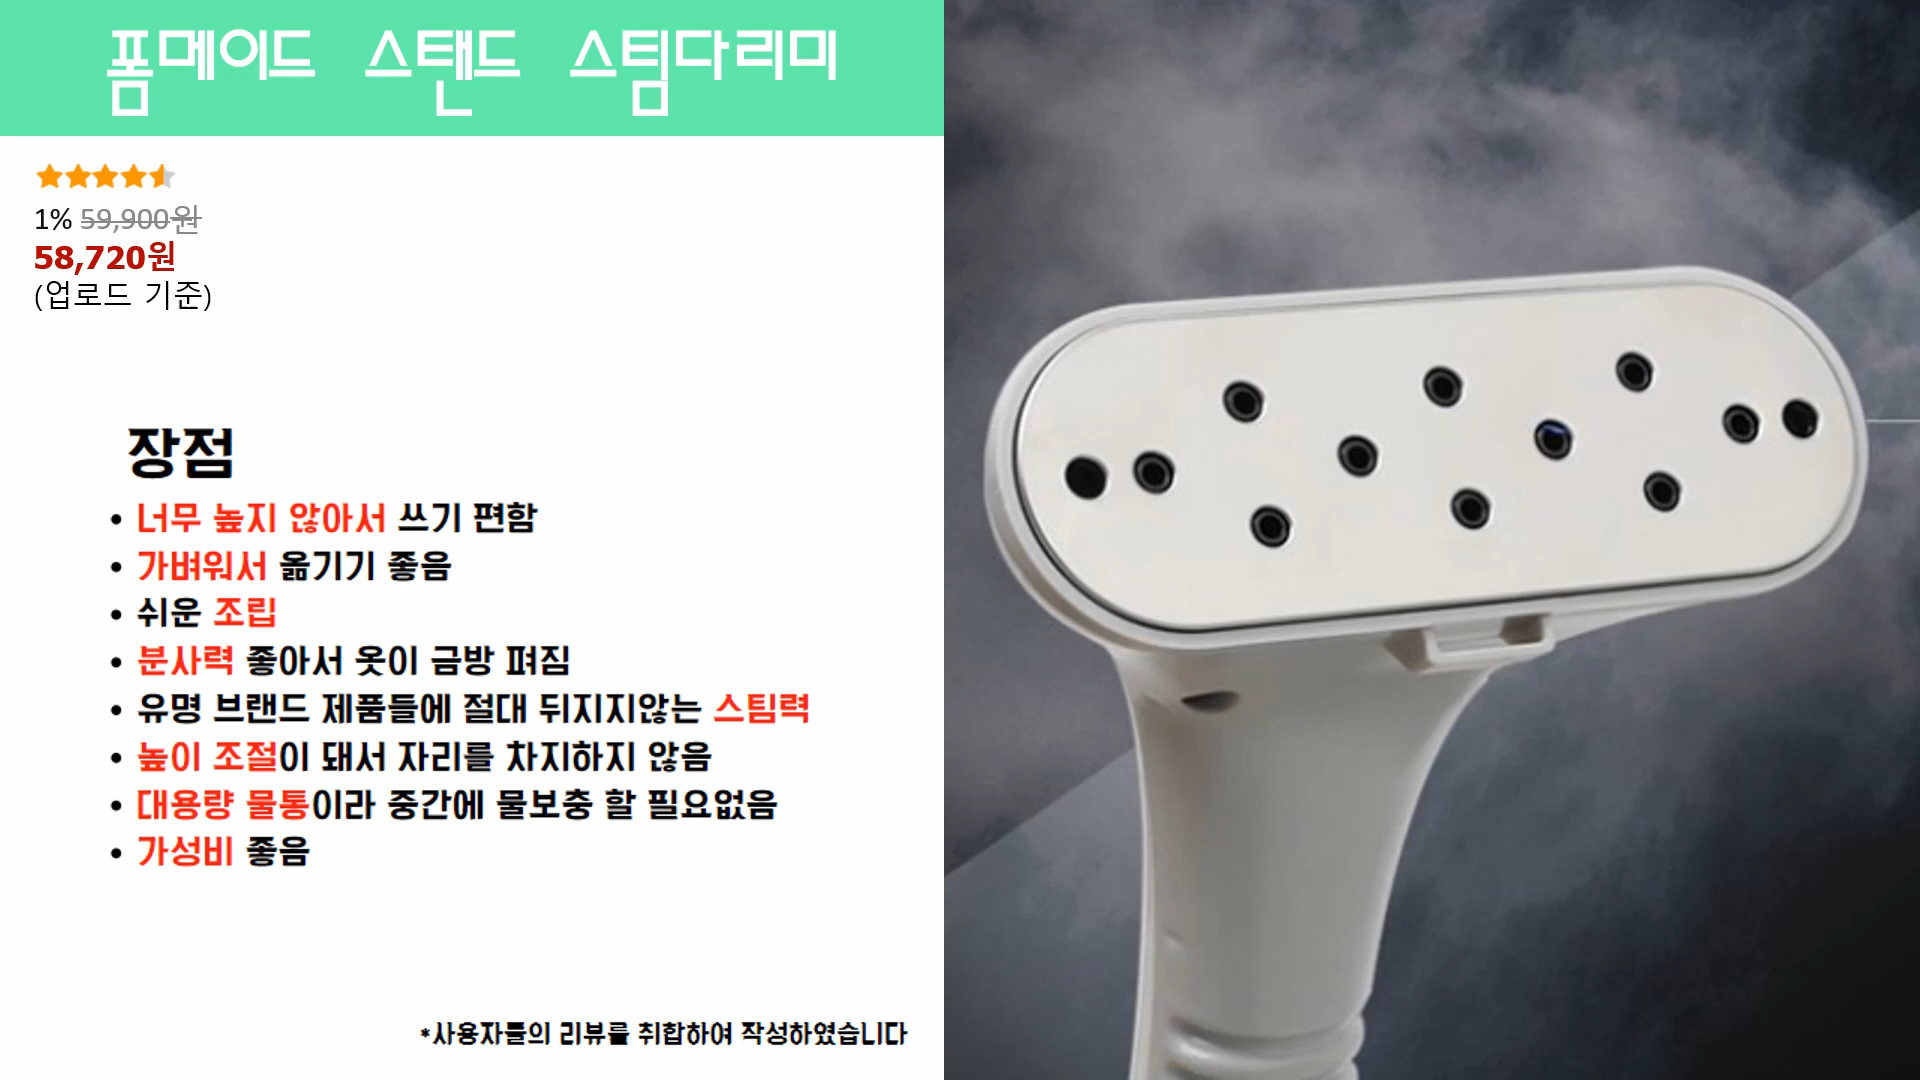 폼메이드 스탠드 스팀다리미
1% 59,900원
58,720원
(업로드 기준)
장점
• 너무 높지 않아서 쓰기 편함
• 가벼워서 옮기기 좋음
• 쉬운 조립
• 분사력 좋아서 옷이 금방 펴짐
• 유명 브랜드 제품들에 절대 뒤지지않는 스팀력
• 높이 조절이 돼서 자리를 차지하지 않음
• 대용량 물통이라 중간에 물보충 할 필요없음
• 가성비 좋음
*사용자들의 리뷰를 취합하여 작성하였습니다